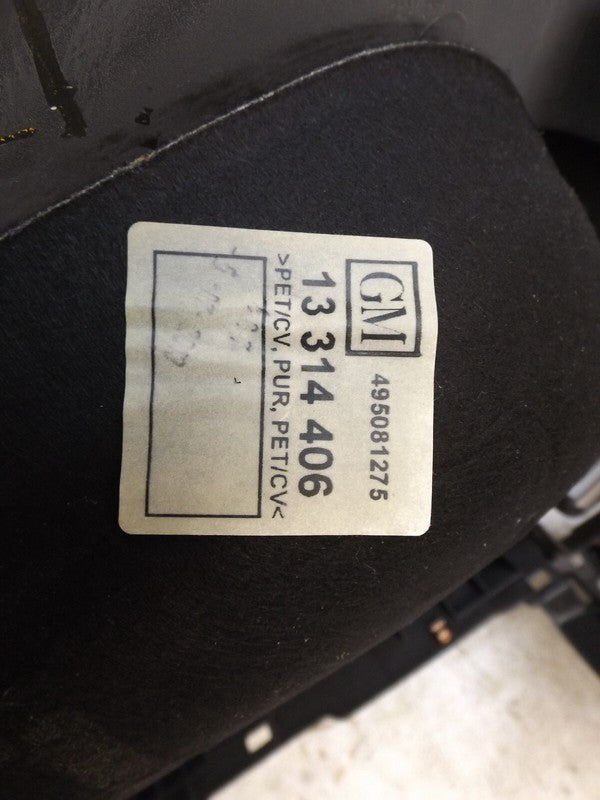 GM 495081275
13 314 406
>PET/CV, PUR, PET/CV<